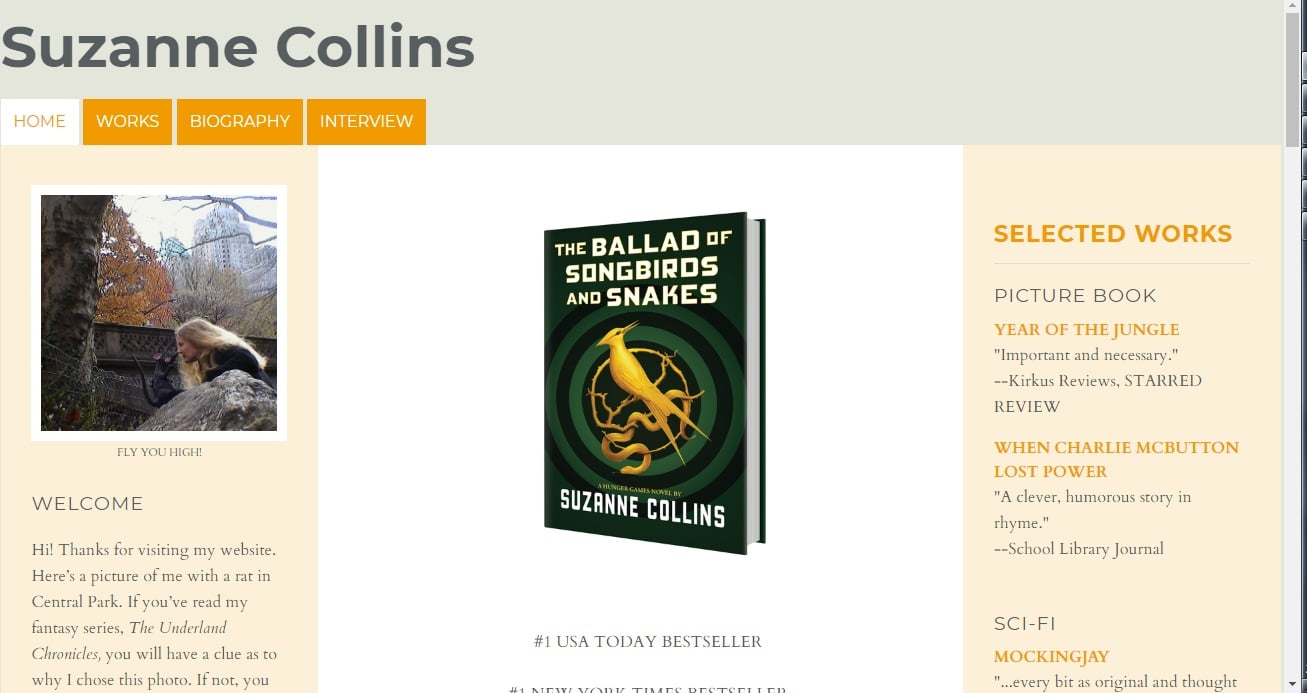 Suzanne Collins
HOME
WORKS
BIOGRAPHY
INTERVIEW
FLY YOU HIGH!
WELCOME
Hi! Thanks for visiting my website.
Here’s a picture of me with a rat in
Central Park. If you’ve read my
fantasy series, The Underland
Chronicles, you will have a clue as to
why I chose this photo. If not, you
THE BALLAD OF
SONGBIRDS
AND SNAKES
A HUNGER GAMES NOVEL BY
SUZANNE COLLINS
#1 USA TODAY BESTSELLER
#1 NEW YORK TIMES BESTSELLER
SELECTED WORKS
PICTURE BOOK
YEAR OF THE JUNGLE
"Important and necessary."
--Kirkus Reviews, STARRED
REVIEW
WHEN CHARLIE MCBUTTON
LOST POWER
"A clever, humorous story in
rhyme."
--School Library Journal
SCI-FI
MOCKINGJAY
"...every bit as original and thought